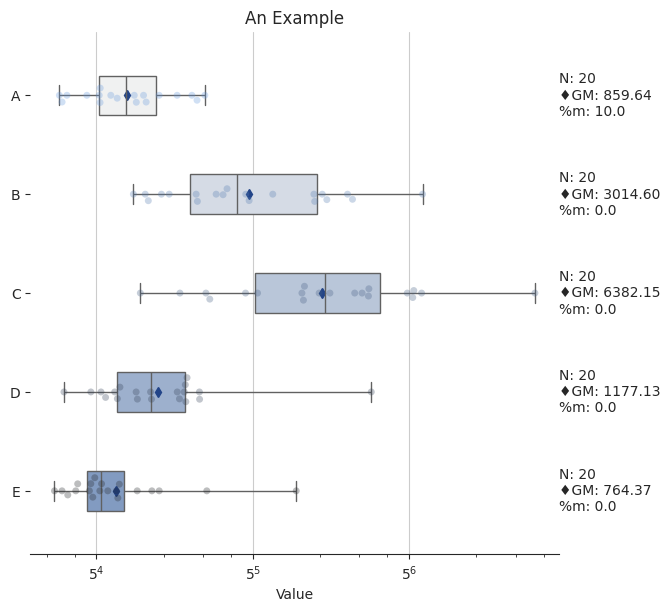 An Example
A
N: 20
♦GM: 859.64
%m: 10.0
B
N: 20
♦GM: 3014.60
%m: 0.0
C
N: 20
♦GM: 6382.15
%m: 0.0
D
N: 20
♦GM: 1177.13
%m: 0.0
E
N: 20
♦GM: 764.37
%m: 0.0
5⁴ 5⁵ 5⁶
Value